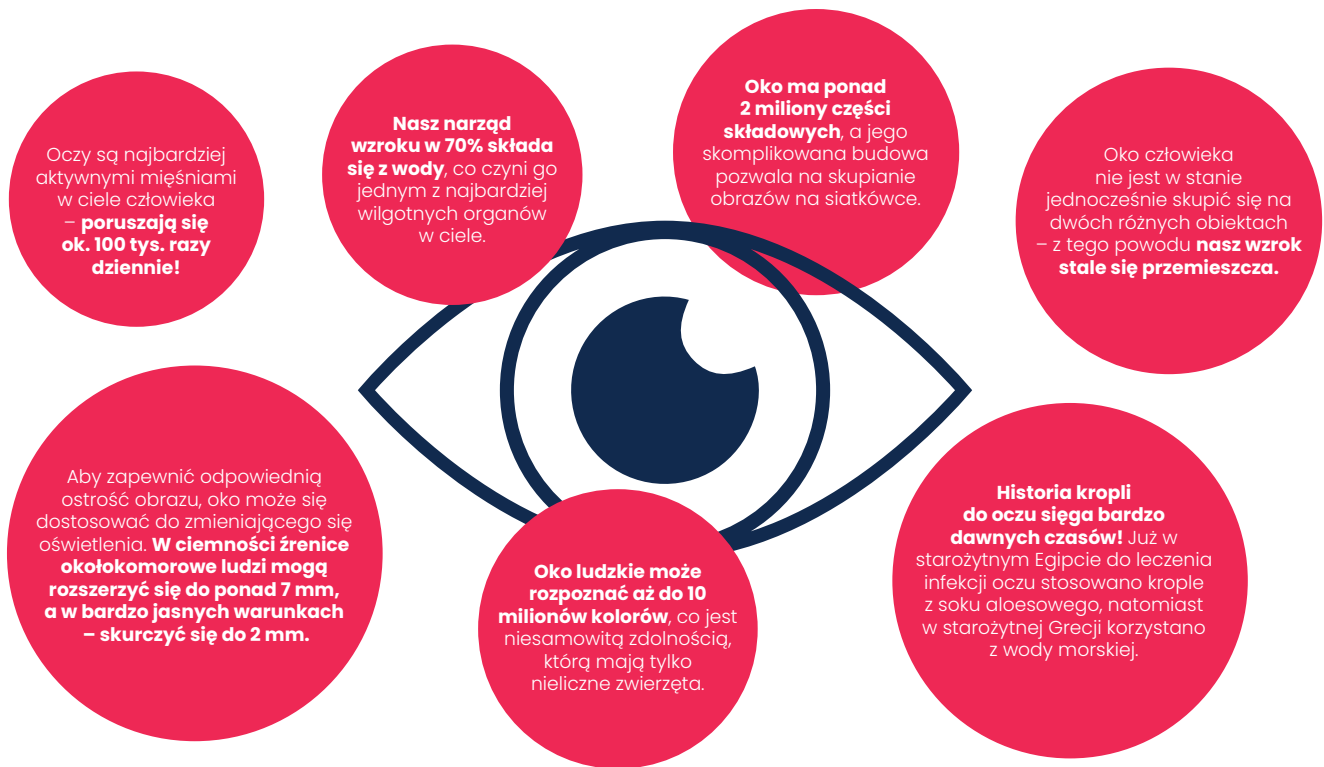 Oczy są najbardziej
aktywnymi mięśniami
w ciele człowieka
– poruszają się
ok. 100 tys. razy
dziennie!
Nasz narząd
wzroku w 70% składa
się z wody, co czyni go
jednym z najbardziej
wilgotnych organów
w ciele.
Oko ma ponad
2 miliony części
składowych, a jego
skomplikowana budowa
pozwala na skupianie
obrazów na siatkówce.
Oko człowieka
nie jest w stanie
jednocześnie skupić się na
dwóch różnych obiektach
– z tego powodu nasz wzrok
stale się przemieszcza.
Aby zapewnić odpowiednią
ostrość obrazu, oko może się
dostosować do zmieniającego się
oświetlenia. W ciemności źrenice
okołokomorowe ludzi mogą
rozszerzyć się do ponad 7 mm,
a w bardzo jasnych warunkach
– skurczyć się do 2 mm.
Oko ludzkie może
rozpoznać aż do 10
milionów kolorów, co jest
niesamowitą zdolnością,
którą mają tylko
nieliczne zwierzęta.
Historia kropli
do oczu sięga bardzo
dawnych czasów! Już w
starożytnym Egipcie do leczenia
infekcji oczu stosowano krople
z soku aloesowego, natomiast
w starożytnej Grecji korzystano
z wody morskiej.